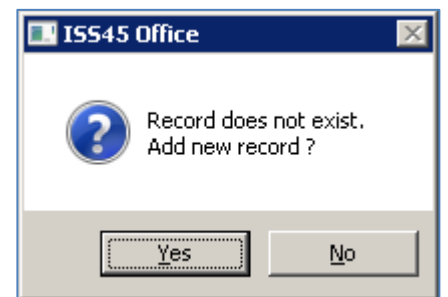 ISS45 Office
Record does not exist.
Add new record ?
Yes
No